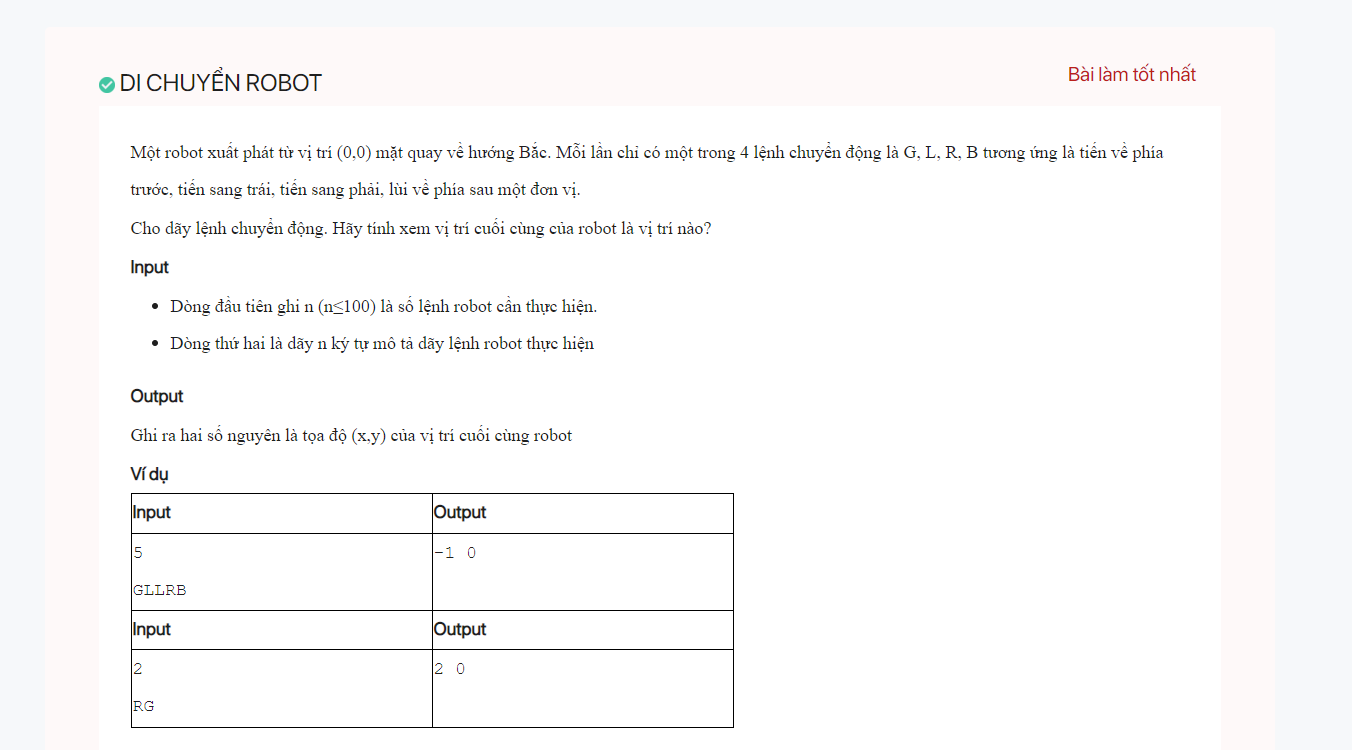 DI CHUYỂN ROBOT
Bài làm tốt nhất
Một robot xuất phát từ vị trí (0,0) mặt quay về hướng Bắc. Mỗi lần chỉ có một trong 4 lệnh chuyển động là G, L, R, B tương ứng là tiến về phía
trước, tiến sang trái, tiến sang phải, lùi về phía sau một đơn vị.
Cho dãy lệnh chuyển động. Hãy tính xem vị trí cuối cùng của robot là vị trí nào?
Input
• Dòng đầu tiên ghi n (n≤100) là số lệnh robot cần thực hiện.
• Dòng thứ hai là dãy n ký tự mô tả dãy lệnh robot thực hiện
Output
Ghi ra hai số nguyên là tọa độ (x,y) của vị trí cuối cùng robot
Ví dụ
Input Output
5 -1 0
GLLRB
Input Output
2 2 0
RG